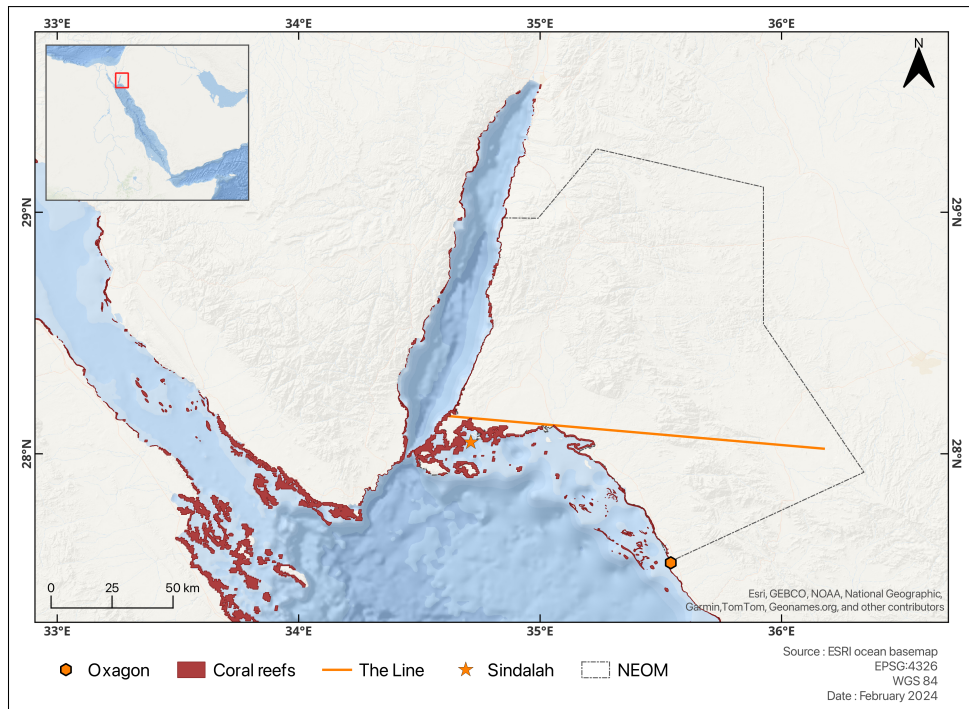 33°E 34°E 35°E 36°E
N
29°N 29°N
28°N 28°N
0 25 50 km
Esri, GEBCO, NOAA, National Geographic,
Garmin,TomTom, Geonames.org, and other contributors
33°E 34°E 35°E 36°E
Oxagon Coral reefs The Line Sindalah NEOM
Source : ESRI ocean basemap
EPSG:4326
WGS 84
Date : February 2024